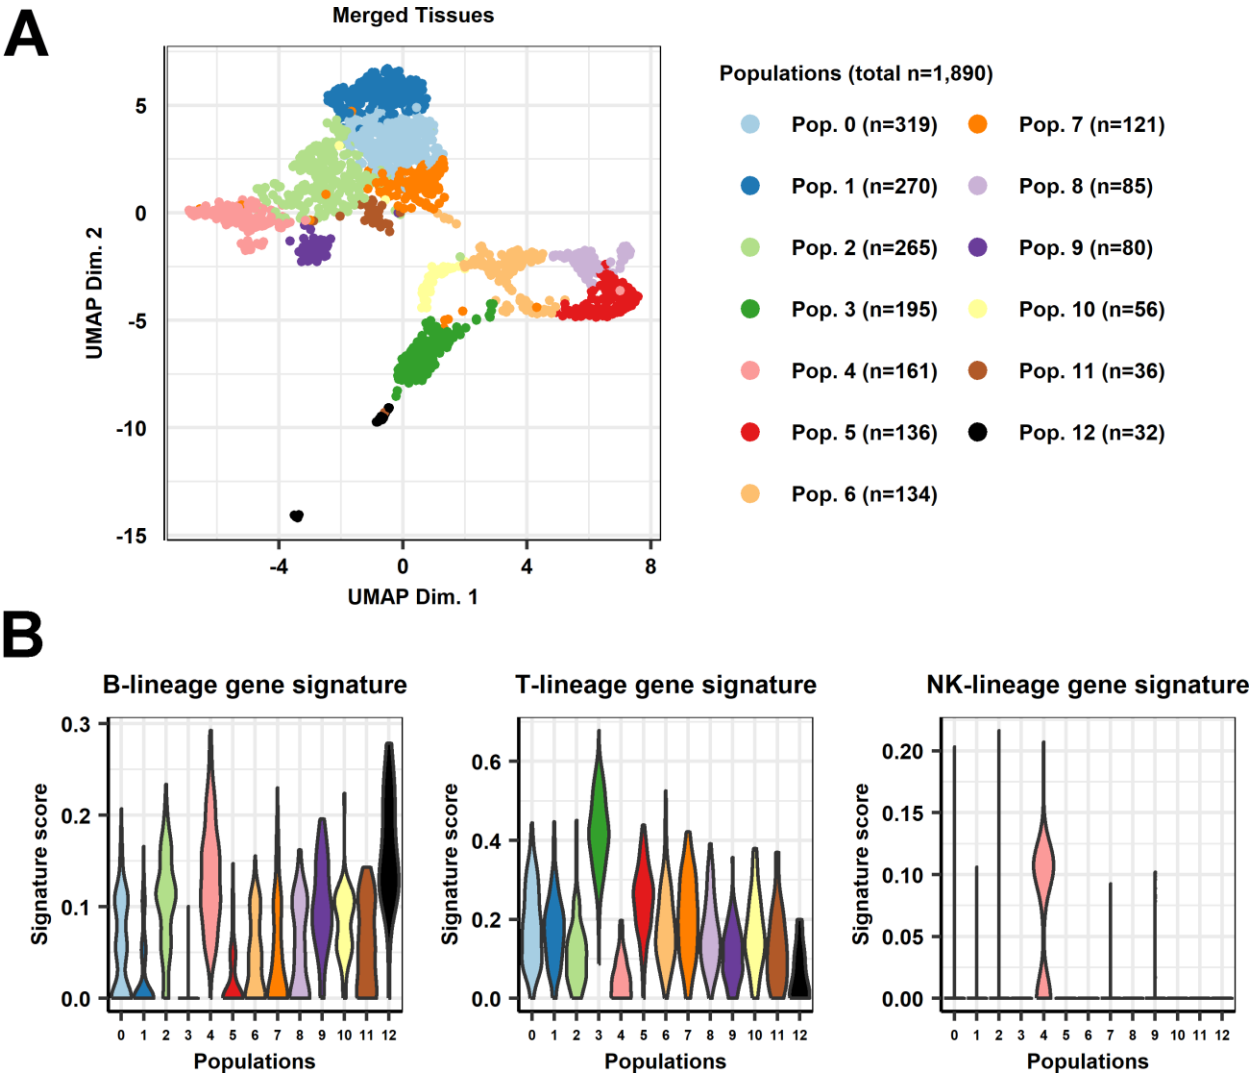 A
Merged Tissues
UMAP Dim. 2
5
0
-5
-10
-15
-4 0 4 8
UMAP Dim. 1
Populations (total n=1,890)
Pop. 0 (n=319) Pop. 7 (n=121)
Pop. 1 (n=270) Pop. 8 (n=85)
Pop. 2 (n=265) Pop. 9 (n=80)
Pop. 3 (n=195) Pop. 10 (n=56)
Pop. 4 (n=161) Pop. 11 (n=36)
Pop. 5 (n=136) Pop. 12 (n=32)
Pop. 6 (n=134)
B
B-lineage gene signature
Signature score
0.3
0.2
0.1
0.0
0 1 2 3 4 5 6 7 8 9 10 11 12
Populations
T-lineage gene signature
Signature score
0.6
0.4
0.2
0.0
0 1 2 3 4 5 6 7 8 9 10 11 12
Populations
NK-lineage gene signature
Signature score
0.20
0.15
0.10
0.05
0.00
0 1 2 3 4 5 6 7 8 9 10 11 12
Populations